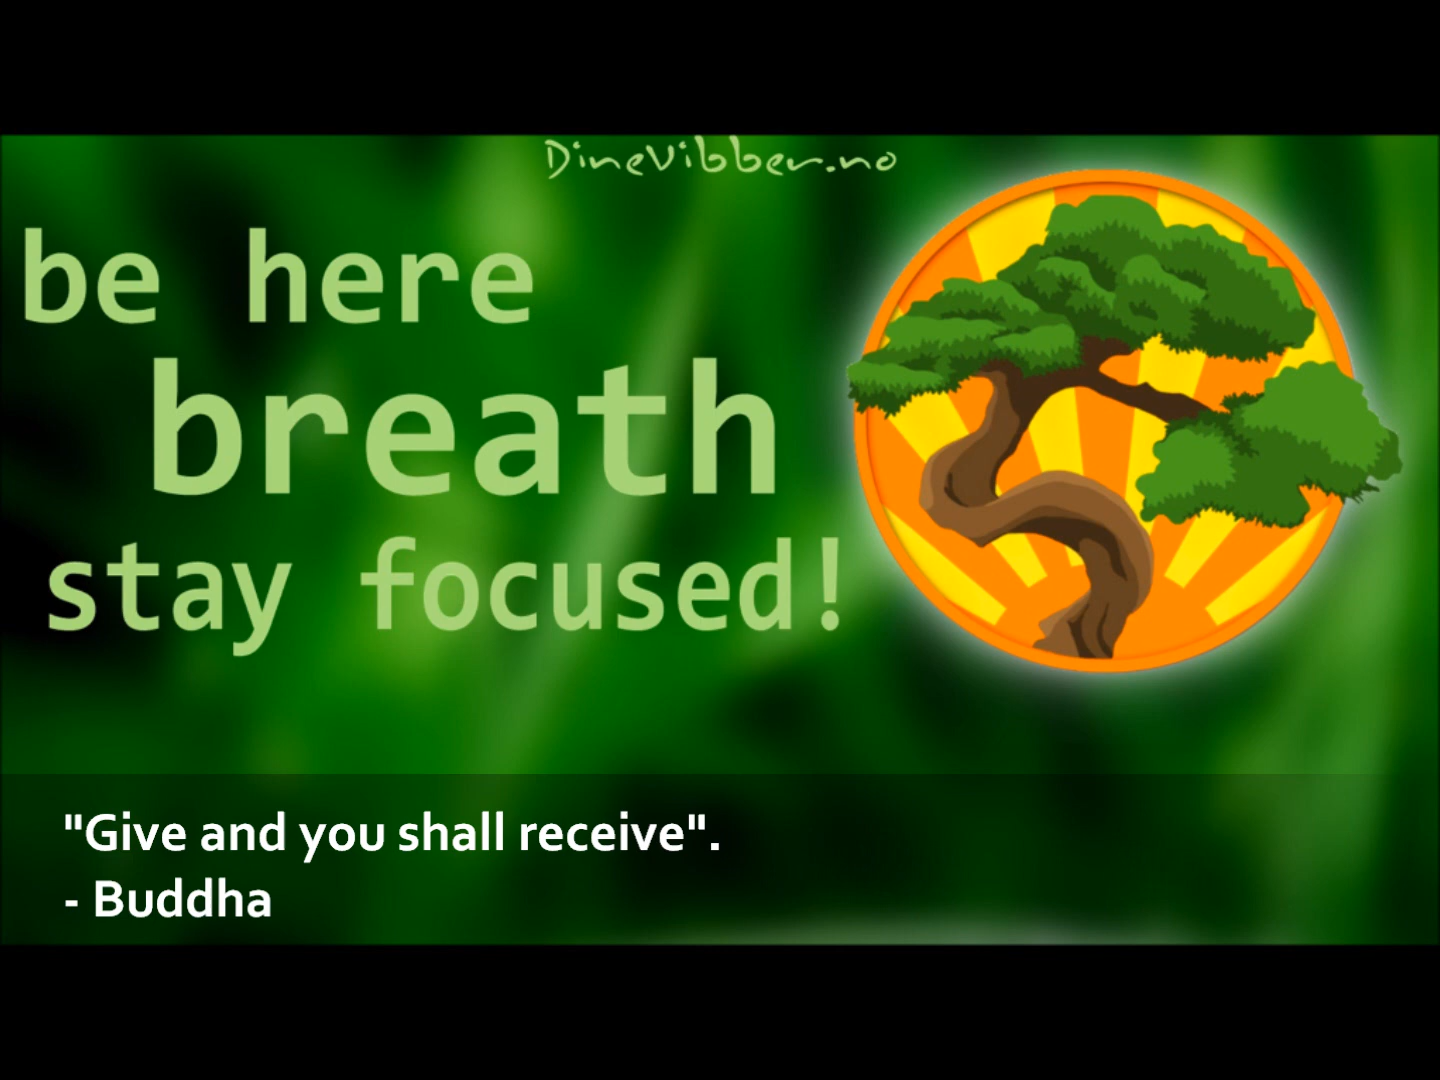 DineVibber.no
be here
breath
stay focused!
"Give and you shall receive".
- Buddha